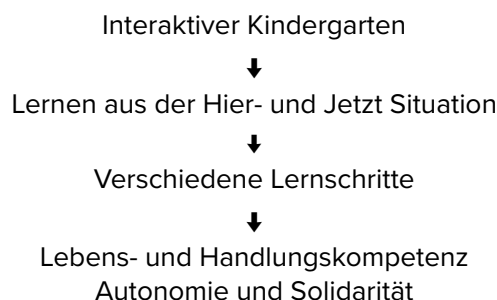 Interaktiver Kindergarten
Lernen aus der Hier- und Jetzt Situation
Verschiedene Lernschritte
Lebens- und Handlungskompetenz
Autonomie und Solidarität